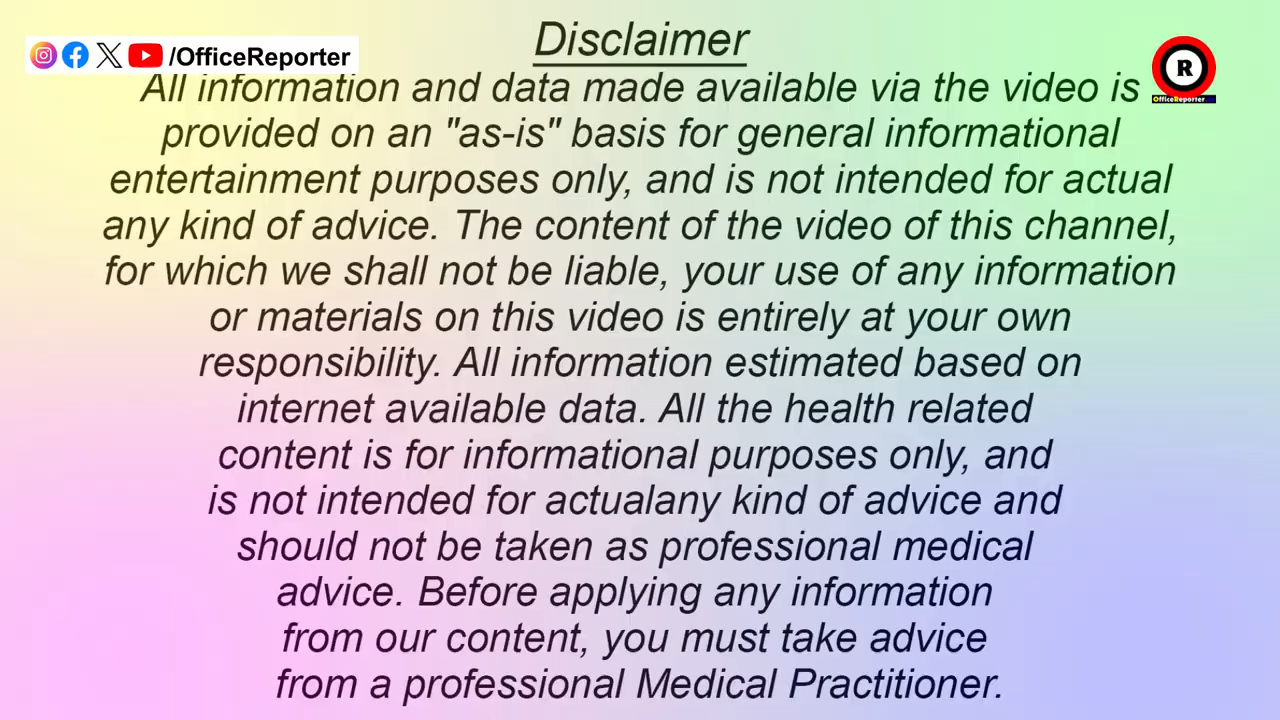 Disclaimer
/OfficeReporter
R
OfficeReporter
All information and data made available via the video is
provided on an "as-is" basis for general informational
entertainment purposes only, and is not intended for actual
any kind of advice. The content of the video of this channel,
for which we shall not be liable, your use of any information
or materials on this video is entirely at your own
responsibility. All information estimated based on
internet available data. All the health related
content is for informational purposes only, and
is not intended for actualany kind of advice and
should not be taken as professional medical
advice. Before applying any information
from our content, you must take advice
from a professional Medical Practitioner.